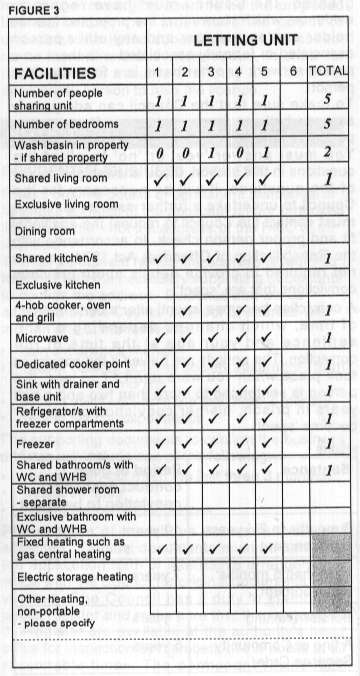 FIGURE 1
LETTING UNIT
FACILITIES 1 2 3 4 5 6 TOTAL
Number of people
sharing unit 1 1 1 1 1 5
Number of bedrooms 1 1 1 1 1 5
Wash basin in property
- if shared property 0 0 1 0 1 2
Shared living room ✓ ✓ ✓ ✓ ✓ 1
Exclusive living room
Dining room
Shared kitchen/s ✓ ✓ ✓ ✓ ✓ 1
Exclusive kitchen
4-hob cooker, oven
and grill ✓ ✓ ✓ ✓ ✓ 1
Microwave ✓ ✓ ✓ ✓ ✓ 1
Dedicated cooker point ✓ ✓ ✓ ✓ ✓ 1
Sink with drainer and
base unit ✓ ✓ ✓ ✓ ✓ 1
Refrigerator/s with
freezer compartments ✓ ✓ ✓ ✓ ✓ 1
Freezer ✓ ✓ ✓ ✓ ✓ 1
Shared bathroom/s with
WC and WHB ✓ ✓ ✓ ✓ ✓ 1
Shared shower room
- separate
Exclusive bathroom with
WC and WHB
Fixed heating such as
gas central heating ✓ ✓ ✓ ✓ ✓
Electric storage heating
Other heating,
non-portable
- please specify